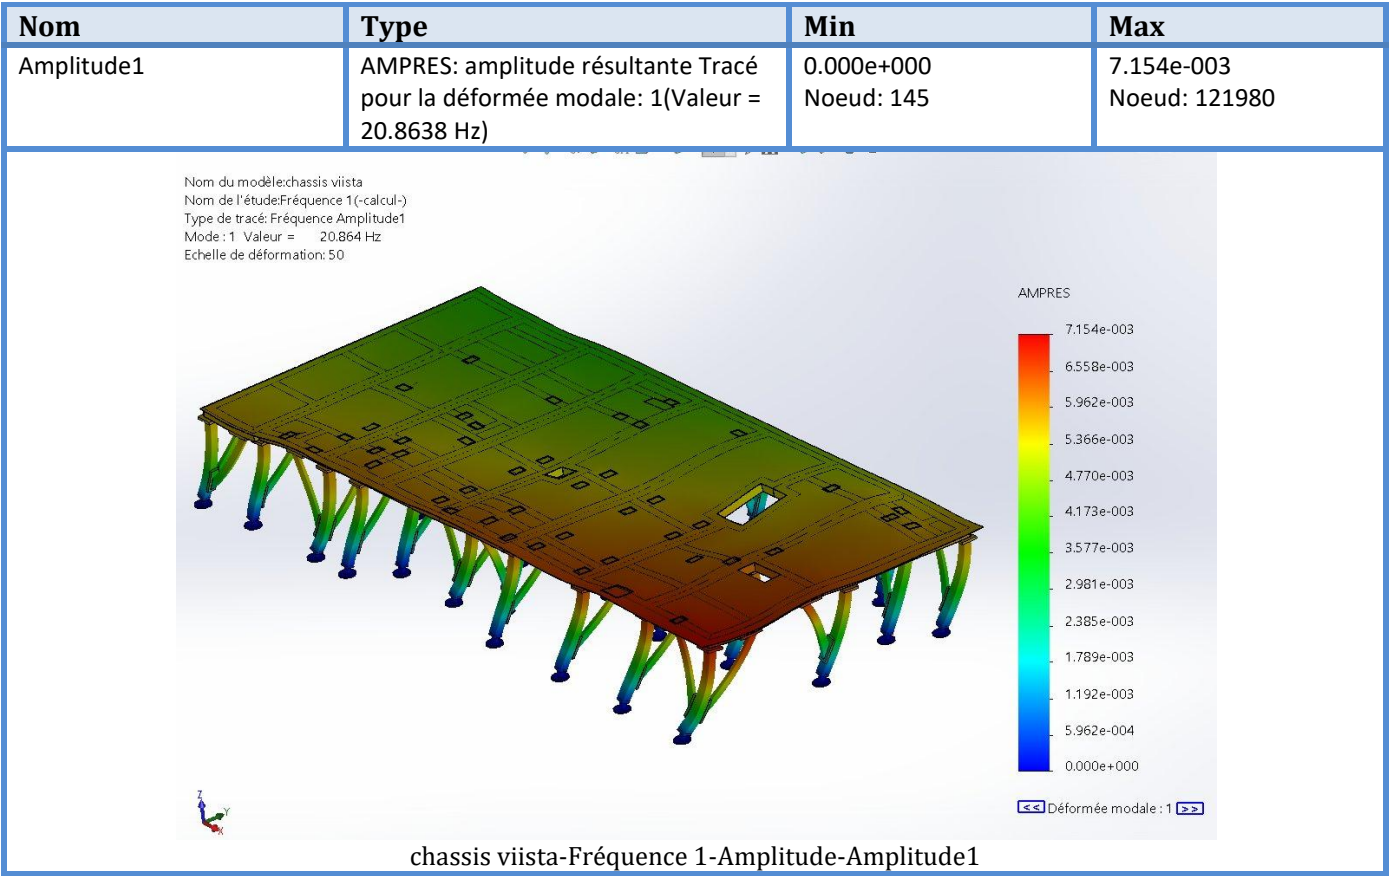 Nom Type Min Max
Amplitude1 AMPRES: amplitude résultante Tracé 0.000e+000 7.154e-003
pour la déformée modale: 1(Valeur = Noeud: 145 Noeud: 121980
20.8638 Hz)
Nom du modèle:chassis viista
Nom de l'étude:Fréquence 1(-calcul-)
Type de tracé: Fréquence Amplitude1
Mode : 1 Valeur = 20.864 Hz
Echelle de déformation: 50
AMPRES
7.154e-003
6.558e-003
5.962e-003
5.366e-003
4.770e-003
4.173e-003
3.577e-003
2.981e-003
2.385e-003
1.789e-003
1.192e-003
5.962e-004
0.000e+000
<< Déformée modale : 1 >>
Z
Y
X
chassis viista-Fréquence 1-Amplitude-Amplitude1